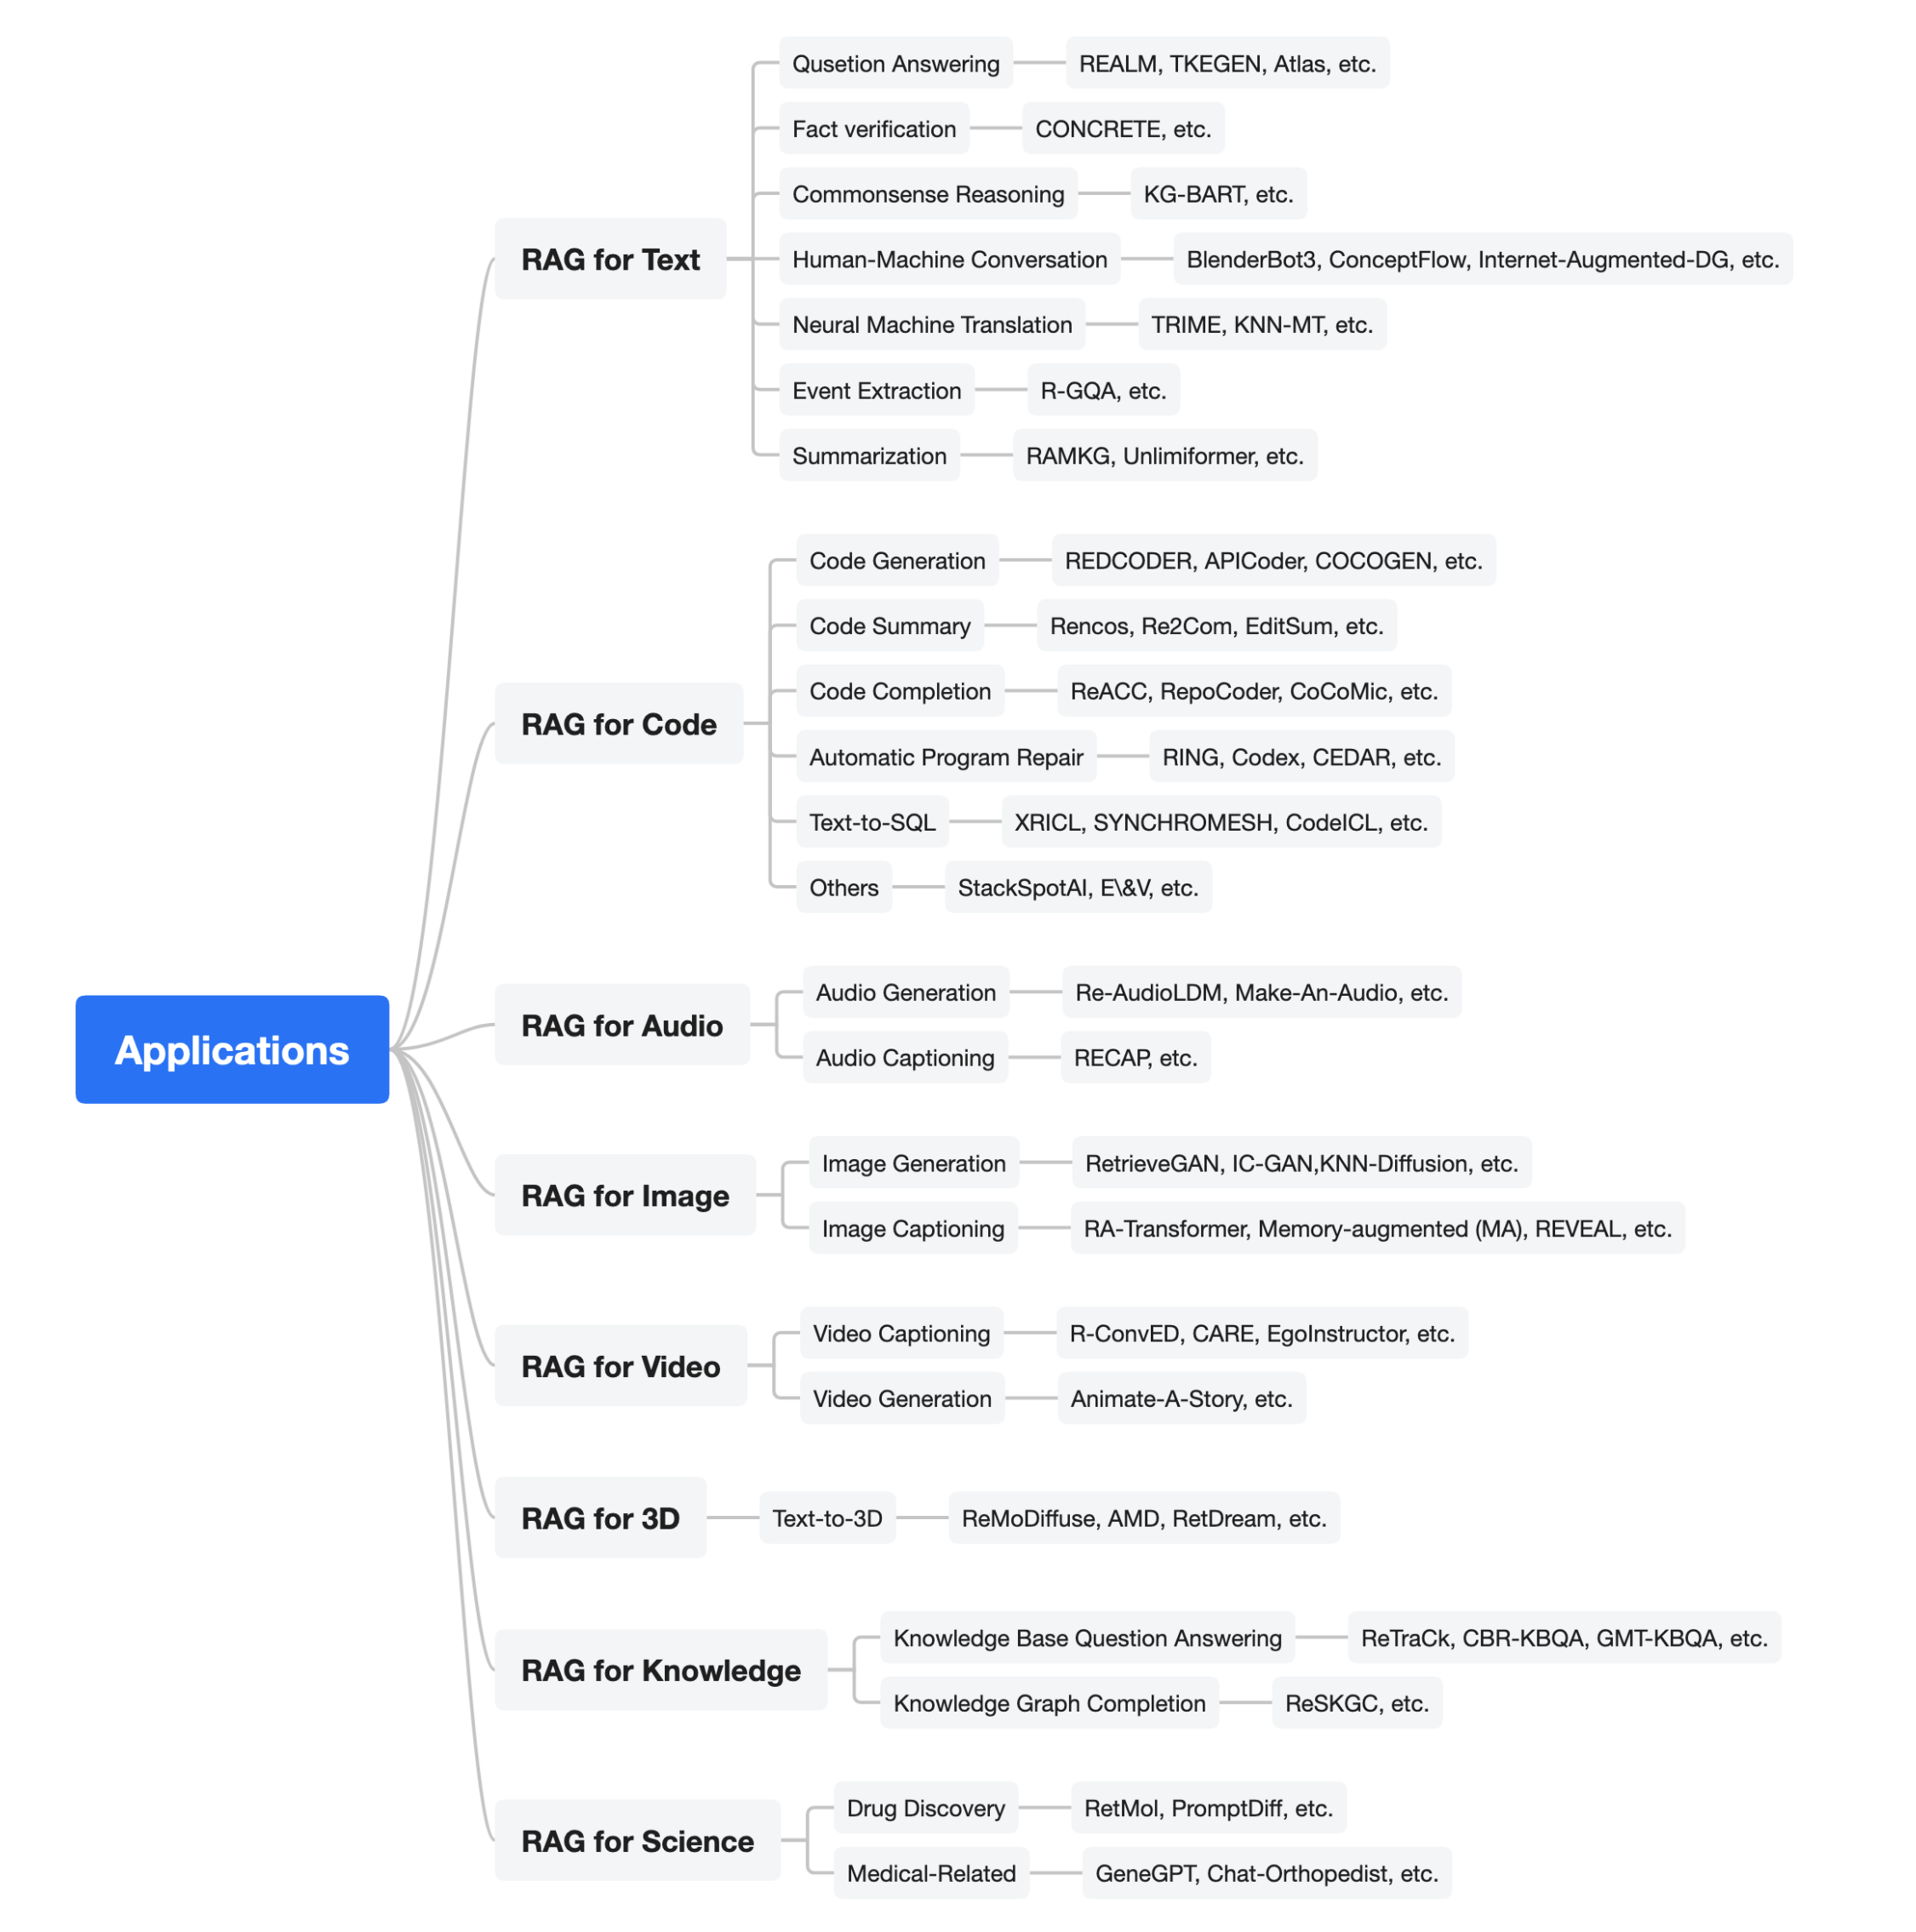 Applications
RAG for Text
Qusetion Answering
REALM, TKEGEN, Atlas, etc.
Fact verification
CONCRETE, etc.
Commonsense Reasoning
KG-BART, etc.
Human-Machine Conversation
BlenderBot3, ConceptFlow, Internet-Augmented-DG, etc.
Neural Machine Translation
TRIME, KNN-MT, etc.
Event Extraction
R-GQA, etc.
Summarization
RAMKG, Unlimiformer, etc.
RAG for Code
Code Generation
REDCODER, APICoder, COCOGEN, etc.
Code Summary
Rencos, Re2Com, EditSum, etc.
Code Completion
ReACC, RepoCoder, CoCoMic, etc.
Automatic Program Repair
RING, Codex, CEDAR, etc.
Text-to-SQL
XRICL, SYNCHROMESH, CodeICL, etc.
Others
StackSpotAI, E\&V, etc.
RAG for Audio
Audio Generation
Re-AudioLDM, Make-An-Audio, etc.
Audio Captioning
RECAP, etc.
RAG for Image
Image Generation
RetrieveGAN, IC-GAN,KNN-Diffusion, etc.
Image Captioning
RA-Transformer, Memory-augmented (MA), REVEAL, etc.
RAG for Video
Video Captioning
R-ConvED, CARE, EgoInstructor, etc.
Video Generation
Animate-A-Story, etc.
RAG for 3D
Text-to-3D
ReMoDiffuse, AMD, RetDream, etc.
RAG for Knowledge
Knowledge Base Question Answering
ReTraCk, CBR-KBQA, GMT-KBQA, etc.
Knowledge Graph Completion
ReSKGC, etc.
RAG for Science
Drug Discovery
RetMol, PromptDiff, etc.
Medical-Related
GeneGPT, Chat-Orthopedist, etc.